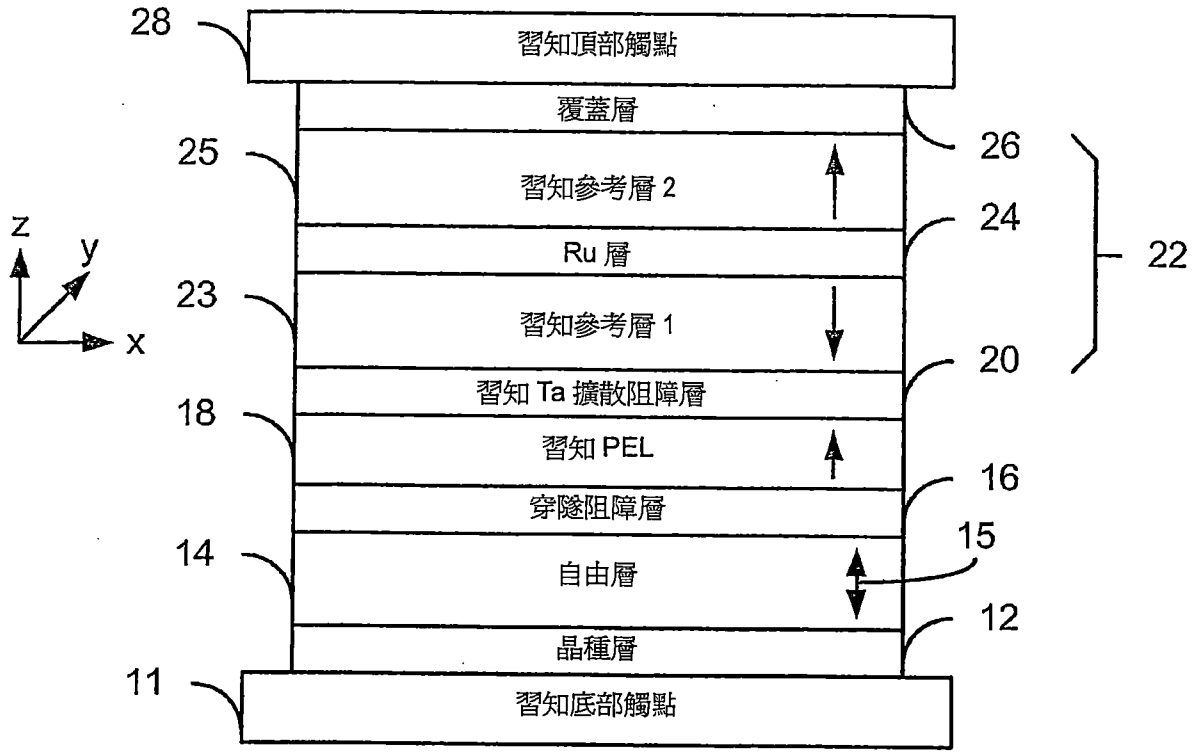 28
習知頂部觸點
覆蓋層
26
25
習知參考層 2
24
Ru 層
22
z
y
x
23
習知參考層 1
20
習知 Ta 擴散阻障層
18
習知 PEL
16
穿隧阻障層
15
14
自由層
12
晶種層
11
習知底部觸點